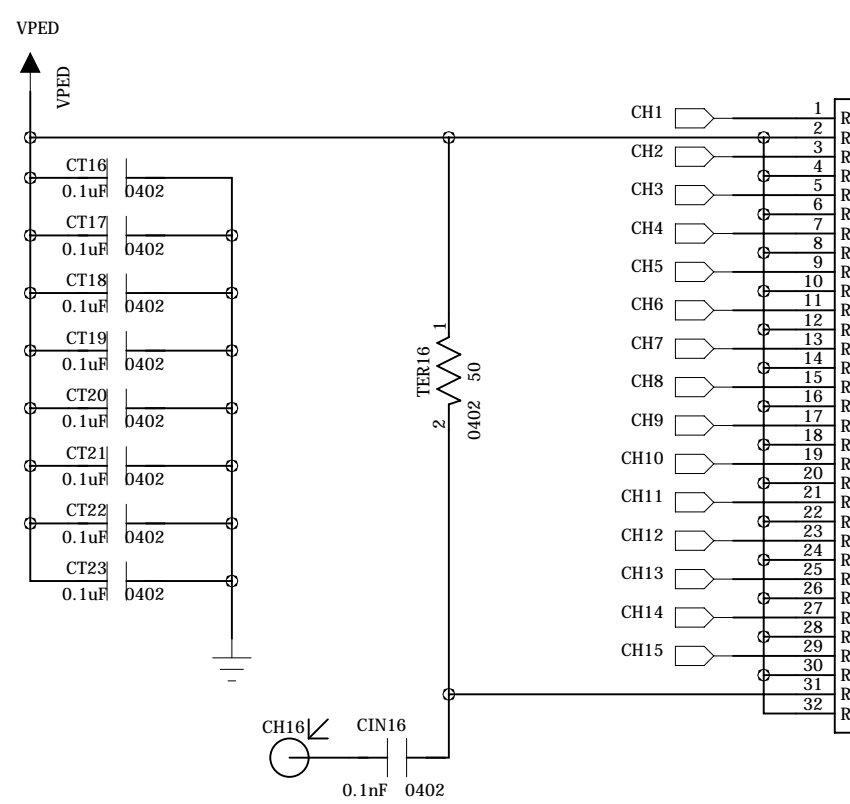 VPED
VPED
CT16
0.1uF 0402
CT17
0.1uF 0402
CT18
0.1uF 0402
CT19
0.1uF 0402
CT20
0.1uF 0402
CT21
0.1uF 0402
CT22
0.1uF 0402
CT23
0.1uF 0402
TER16
1
2
50
0402
CH16
CIN16
0.1nF 0402
CH1
CH2
CH3
CH4
CH5
CH6
CH7
CH8
CH9
CH10
CH11
CH12
CH13
CH14
CH15
1 R
2 R
3 R
4 R
5 R
6 R
7 R
8 R
9 R
10 R
11 R
12 R
13 R
14 R
15 R
16 R
17 R
18 R
19 R
20 R
21 R
22 R
23 R
24 R
25 R
26 R
27 R
28 R
29 R
30 R
31 R
32 R